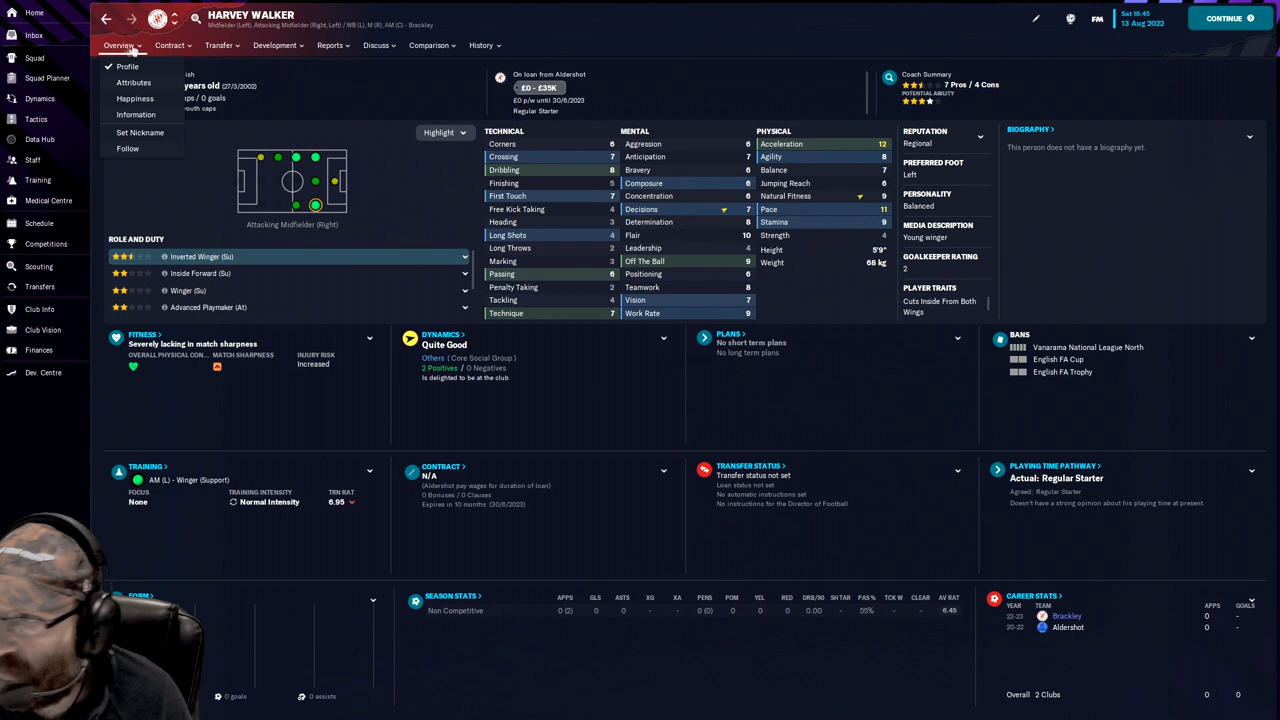 Home
Inbox
Squad
Squad Planner
Dynamics
Tactics
Data Hub
Staff
Training
Medical Centre
Schedule
Competitions
Scouting
Transfers
Club Info
Club Vision
Finances
Dev. Centre
HARVEY WALKER
Midfielder (Left), Attacking Midfielder (Right, Left) / WB (L), M (R), AM (C) - Brackley
FM
Sat 16:45
13 Aug 2022
CONTINUE
Overview
Contract
Transfer
Development
Reports
Discuss
Comparison
History
Profile
Attributes
Happiness
Information
Set Nickname
Follow
years old (27/3/2002)
/ 0 goals
On loan from Aldershot
£0 - £35K
£0 p/w until 30/6/2023
Regular Starter
Coach Summary
7 Pros / 4 Cons
POTENTIAL ABILITY
Highlight
Attacking Midfielder (Right)
ROLE AND DUTY
Inverted Winger (Su)
Inside Forward (Su)
Winger (Su)
Advanced Playmaker (At)
TECHNICAL
Corners 6
Crossing 7
Dribbling 8
Finishing 5
First Touch 7
Free Kick Taking 4
Heading 3
Long Shots 4
Long Throws 2
Marking 3
Passing 6
Penalty Taking 2
Tackling 4
Technique 7
MENTAL
Aggression 6
Anticipation 7
Bravery 6
Composure 6
Concentration 6
Decisions 7
Determination 8
Flair 10
Leadership 4
Off The Ball 9
Positioning 6
Teamwork 8
Vision 7
Work Rate 9
PHYSICAL
Acceleration 12
Agility 8
Balance 7
Jumping Reach 6
Natural Fitness 9
Pace 11
Stamina 9
Strength 4
Height 5'9"
Weight 68 kg
REPUTATION
Regional
PREFERRED FOOT
Left
PERSONALITY
Balanced
MEDIA DESCRIPTION
Young winger
GOALKEEPER RATING
2
PLAYER TRAITS
Cuts Inside From Both
Wings
BIOGRAPHY >
This person does not have a biography yet.
FITNESS >
Severely lacking in match sharpness
OVERALL PHYSICAL CON... MATCH SHARPNESS INJURY RISK
Increased
DYNAMICS >
Quite Good
Others ( Core Social Group )
2 Positives / 0 Negatives
Is delighted to be at the club
PLANS >
No short term plans
No long term plans
BANS
Vanarama National League North
English FA Cup
English FA Trophy
TRAINING >
AM (L) - Winger (Support)
FOCUS TRAINING INTENSITY TRN RAT
None Normal Intensity 6.95
CONTRACT >
N/A
(Aldershot pay wages for duration of loan)
0 Bonuses / 0 Clauses
Expires in 10 months (30/6/2023)
TRANSFER STATUS >
Transfer status not set
Loan status not set
No automatic instructions set
No instructions for the Director of Football
PLAYING TIME PATHWAY >
Actual: Regular Starter
Agreed: Regular Starter
Doesn't have a strong opinion about his playing time at present.
FORM >
0 goals
0 assists
SEASON STATS >
APPS GLS ASTS XG XA PENS POM YEL RED DRB/90 SH TAR PAS % TCK W CLEAR AV RAT
Non Competitive 0 (2) 0 0 - - 0 (0) 0 0 0 0.00 - 55% - - 6.45
CAREER STATS >
YEAR TEAM APPS GOALS
22-23 Brackley 0 -
20-22 Aldershot 0 -
Overall 2 Clubs 0 0